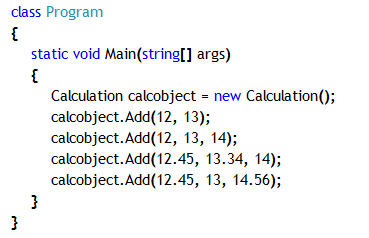 class Program
{
static void Main(string[] args)
{
Calculation calcobject = new Calculation();
calcobject.Add(12, 13);
calcobject.Add(12, 13, 14);
calcobject.Add(12.45, 13.34, 14);
calcobject.Add(12.45, 13, 14.56);
}
}